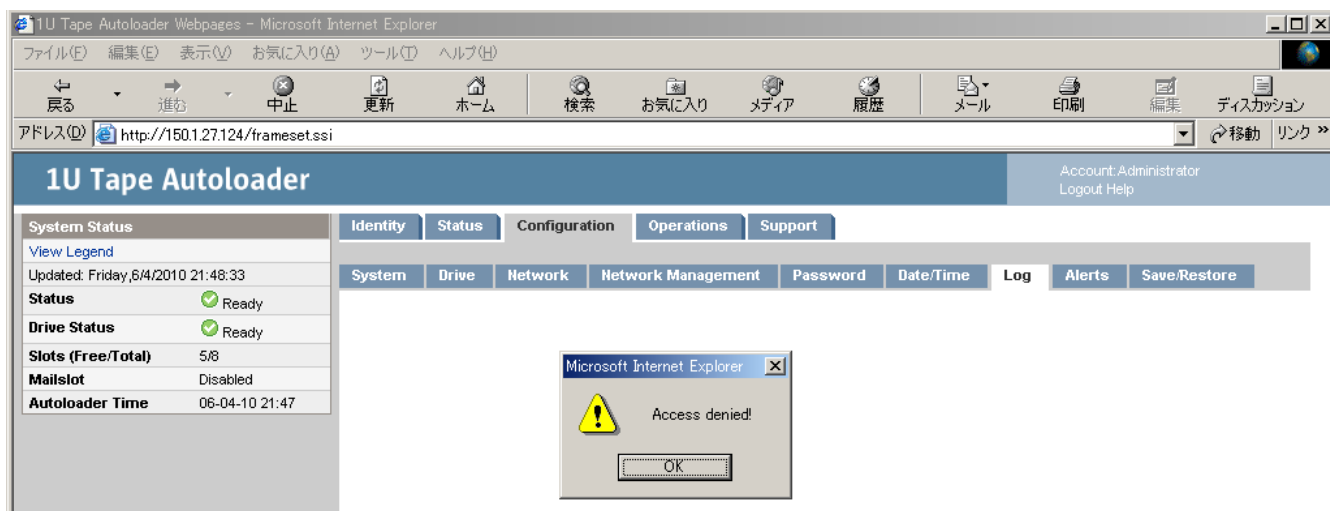 1U Tape Autoloader Webpages - Microsoft Internet Explorer
ファイル(F) 編集(E) 表示(V) お気に入り(A) ツール(T) ヘルプ(H)
戻る 進む 中止 更新 ホーム 検索 お気に入り メディア 履歴 メール 印刷 編集 ディスカッション
アドレス(D) http://150.1.27.124/frameset.ssi 移動 リンク »
1U Tape Autoloader
Account:Administrator
Logout Help
System Status
View Legend
Updated: Friday,6/4/2010 21:48:33
Status Ready
Drive Status Ready
Slots (Free/Total) 5/8
Mailslot Disabled
Autoloader Time 06-04-10 21:47
Identity Status Configuration Operations Support
System Drive Network Network Management Password Date/Time Log Alerts Save/Restore
Microsoft Internet Explorer
Access denied!
OK